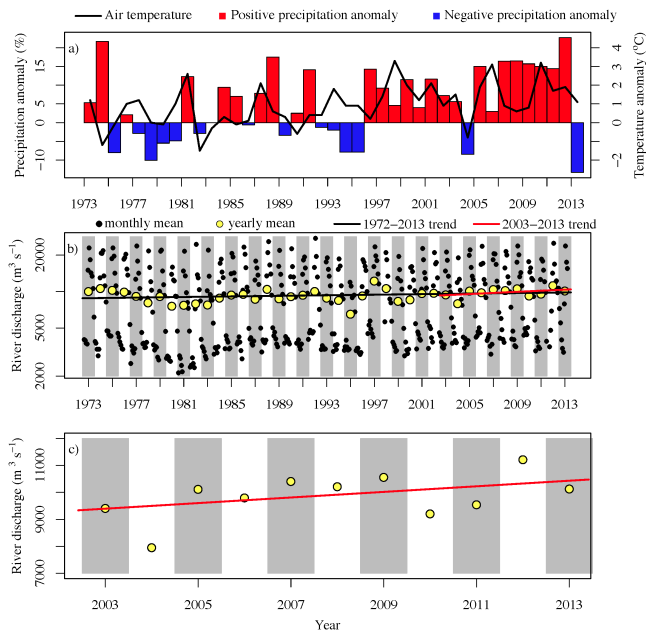 Air temperature Positive precipitation anomaly Negative precipitation anomaly
a)
Precipitation anomaly (%)
15
5
0
−10
Temperature anomaly (°C)
4
3
2
1
0
−2
1973 1977 1981 1985 1989 1993 1997 2001 2005 2009 2013
monthly mean yearly mean 1972−2013 trend 2003−2013 trend
b)
River discharge (m³ s⁻¹)
20000
5000
2000
1973 1977 1981 1985 1989 1993 1997 2001 2005 2009 2013
c)
River discharge (m³ s⁻¹)
11000
9000
7000
2003 2005 2007 2009 2011 2013
Year